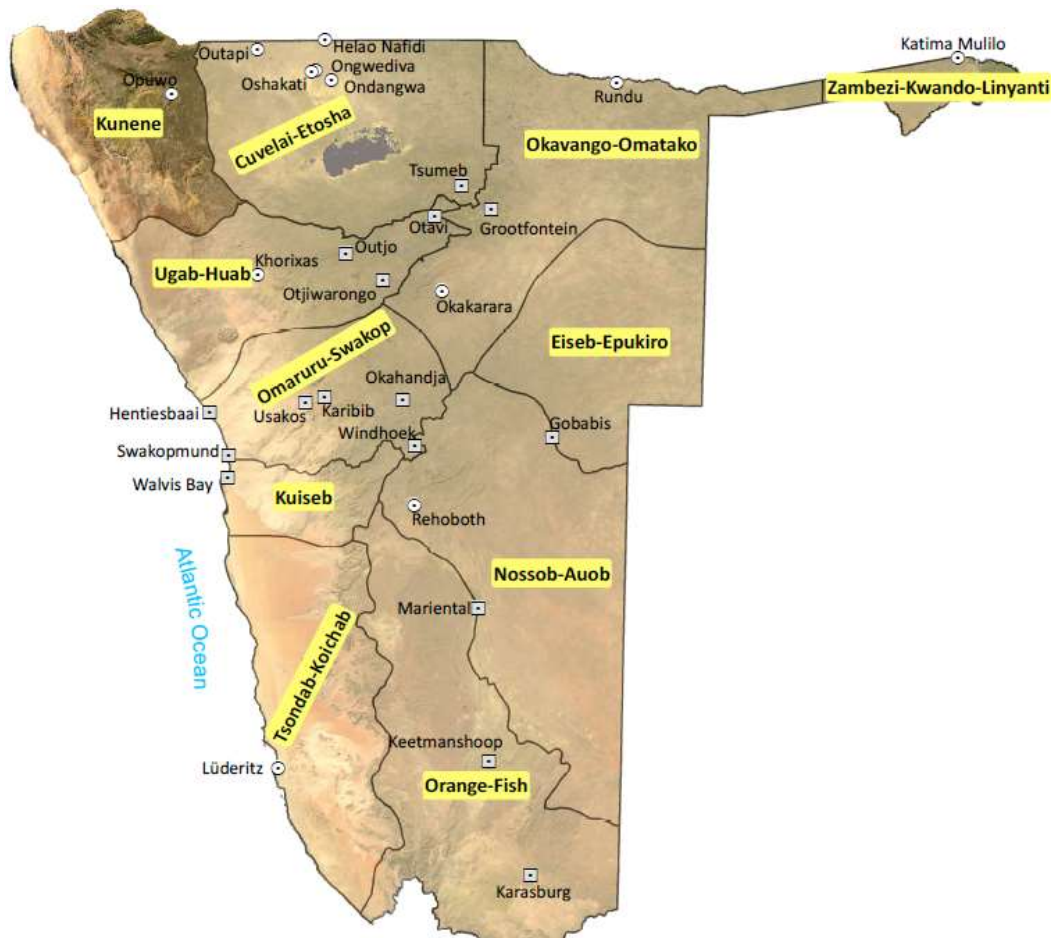 Outapi
Helao Nafidi
Katima Mulilo
Ongwediva
Oshakati
Ondangwa
Opuwo
Rundu
Zambezi-Kwando-Linyanti
Kunene
Cuvelai-Etosha
Okavango-Omatako
Tsumeb
Otavi
Grootfontein
Outjo
Khorixas
Ugab-Huab
Otjiwarongo
Okakarara
Omaruru-Swakop
Eiseb-Epukiro
Okahandja
Hentiesbaai
Usakos
Karibib
Windhoek
Gobabis
Swakopmund
Walvis Bay
Kuiseb
Rehoboth
Atlantic Ocean
Nossob-Auob
Mariental
Tsondab-Koichab
Keetmanshoop
Lüderitz
Orange-Fish
Karasburg